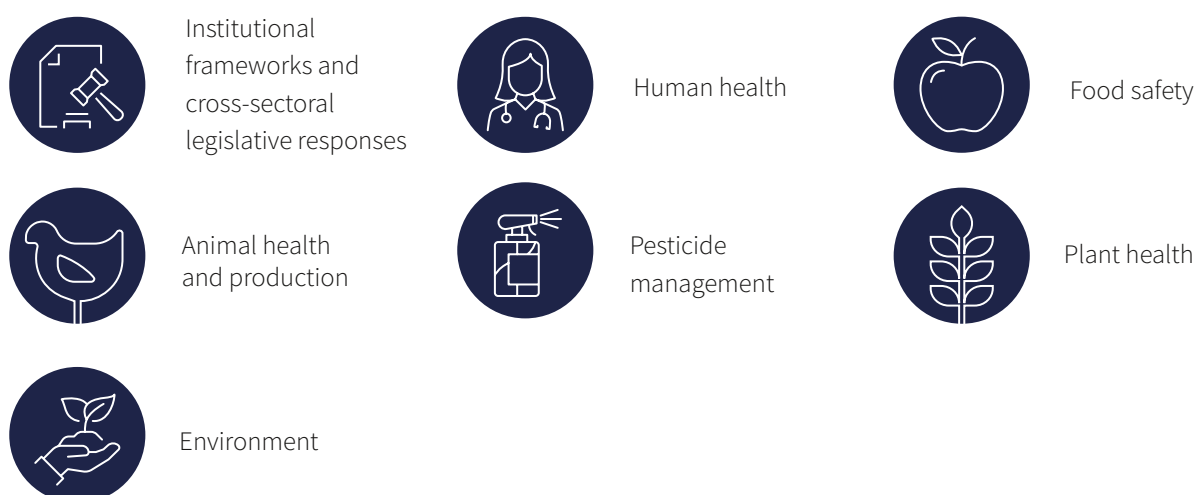 Institutional
frameworks and
cross-sectoral
legislative responses
Human health
Food safety
Animal health
and production
Pesticide
management
Plant health
Environment